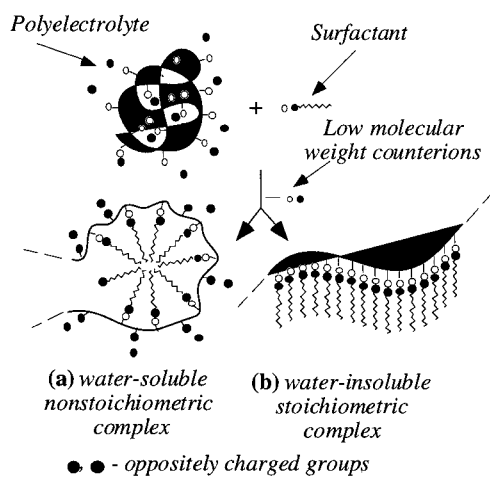 Polyelectrolyte
Surfactant
+
Low molecular
weight counterions
(a) water-soluble
nonstoichiometric
complex
(b) water-insoluble
stoichiometric
complex
●, ● - oppositely charged groups